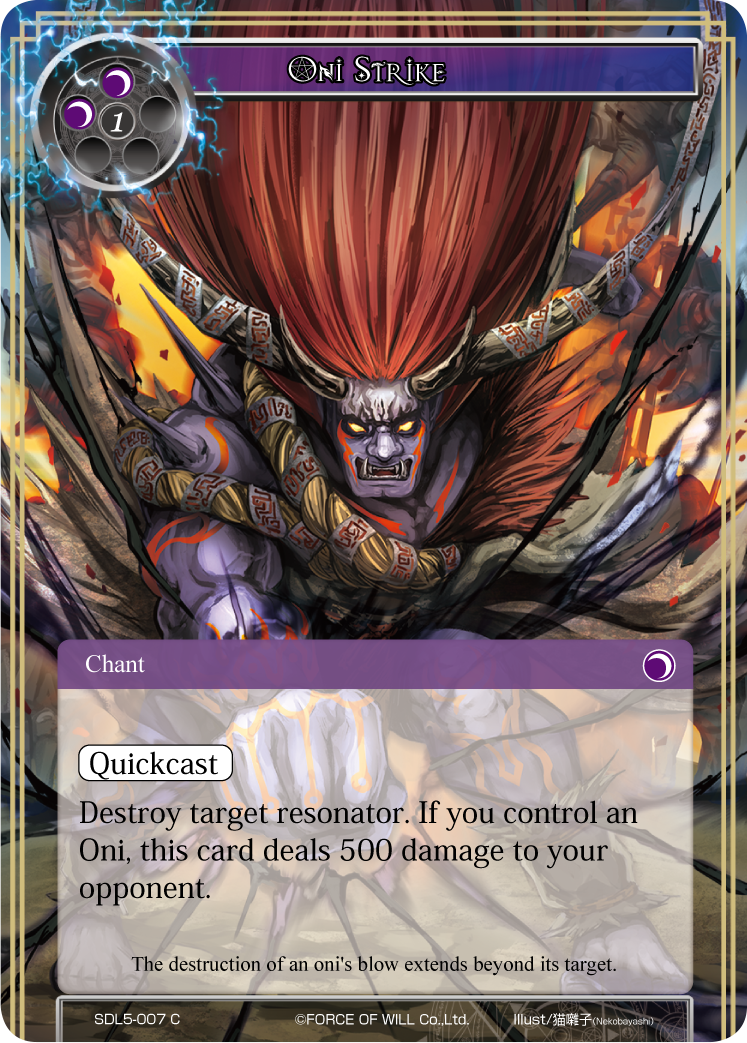 Oni Strike
1
Chant
Quickcast
Destroy target resonator. If you control an
Oni, this card deals 500 damage to your
opponent.
The destruction of an oni's blow extends beyond its target.
SDL5-007 C ©FORCE OF WILL Co.,Ltd. Illust/猫囃子(Nekobayashi)